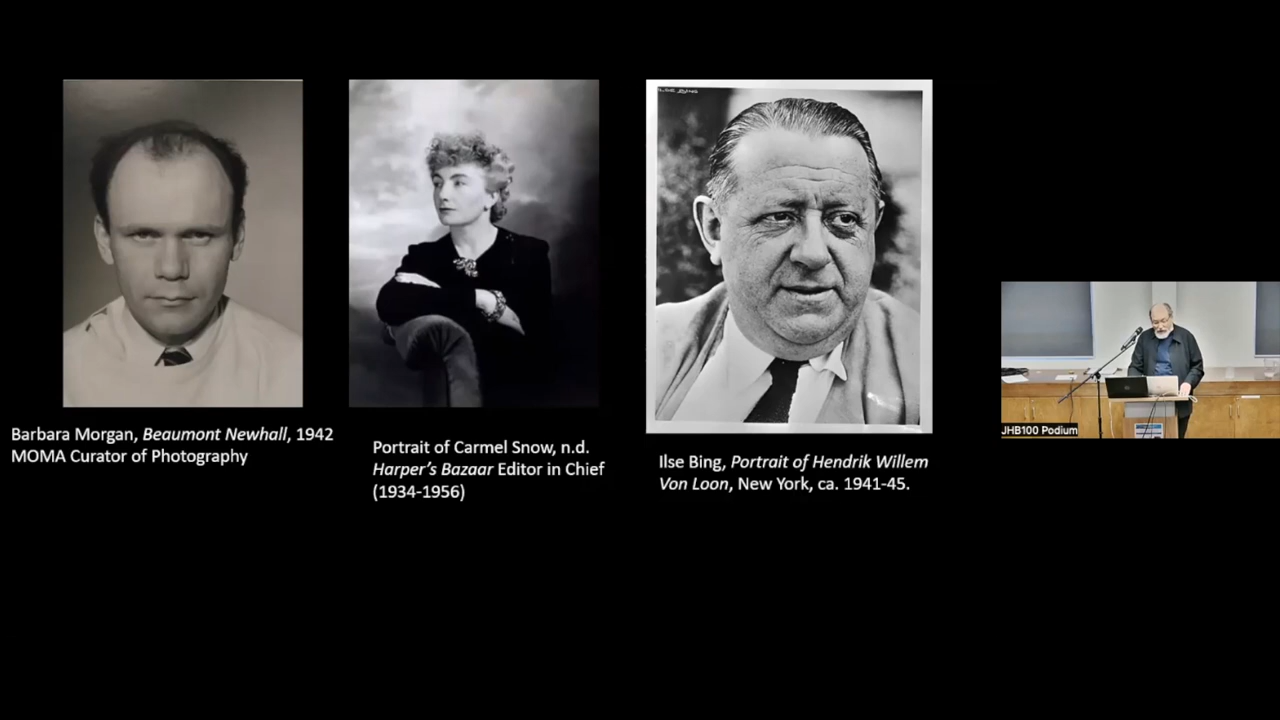 Barbara Morgan, Beaumont Newhall, 1942
MOMA Curator of Photography
Portrait of Carmel Snow, n.d.
Harper’s Bazaar Editor in Chief
(1934-1956)
Ilse Bing, Portrait of Hendrik Willem
Von Loon, New York, ca. 1941-45.
JHB100 Podium